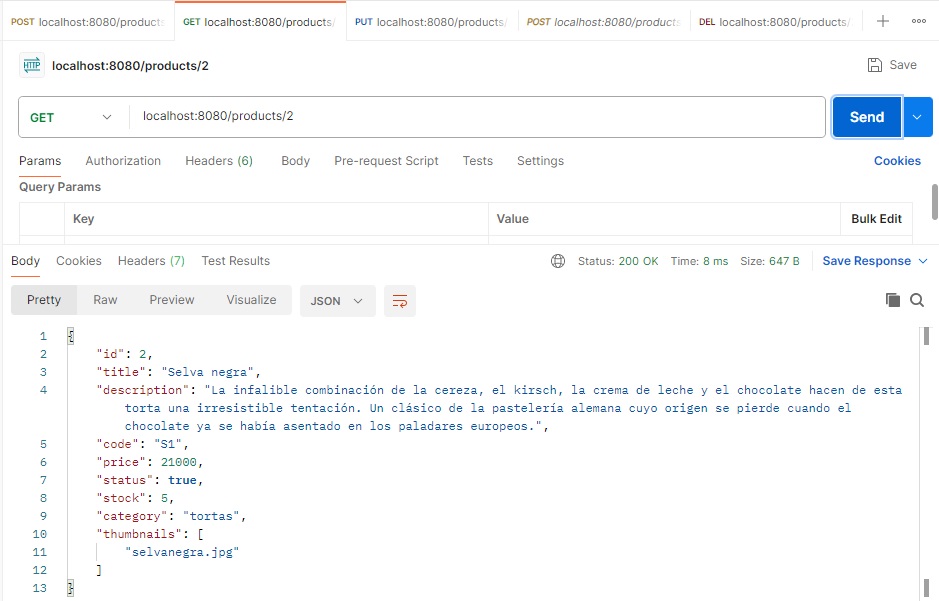 POST localhost:8080/products GET localhost:8080/products/ PUT localhost:8080/products/ POST localhost:8080/products DEL localhost:8080/products/
HTTP localhost:8080/products/2 Save
GET localhost:8080/products/2 Send
Params Authorization Headers (6) Body Pre-request Script Tests Settings Cookies
Query Params
Key Value Bulk Edit
Body Cookies Headers (7) Test Results Status: 200 OK Time: 8 ms Size: 647 B Save Response
Pretty Raw Preview Visualize JSON
1 {
2 "id": 2,
3 "title": "Selva negra",
4 "description": "La infalible combinación de la cereza, el kirsch, la crema de leche y el chocolate hacen de esta
torta una irresistible tentación. Un clásico de la pastelería alemana cuyo origen se pierde cuando el
chocolate ya se había asentado en los paladares europeos.",
5 "code": "S1",
6 "price": 21000,
7 "status": true,
8 "stock": 5,
9 "category": "tortas",
10 "thumbnails": [
11 "selvanegra.jpg"
12 ]
13 }